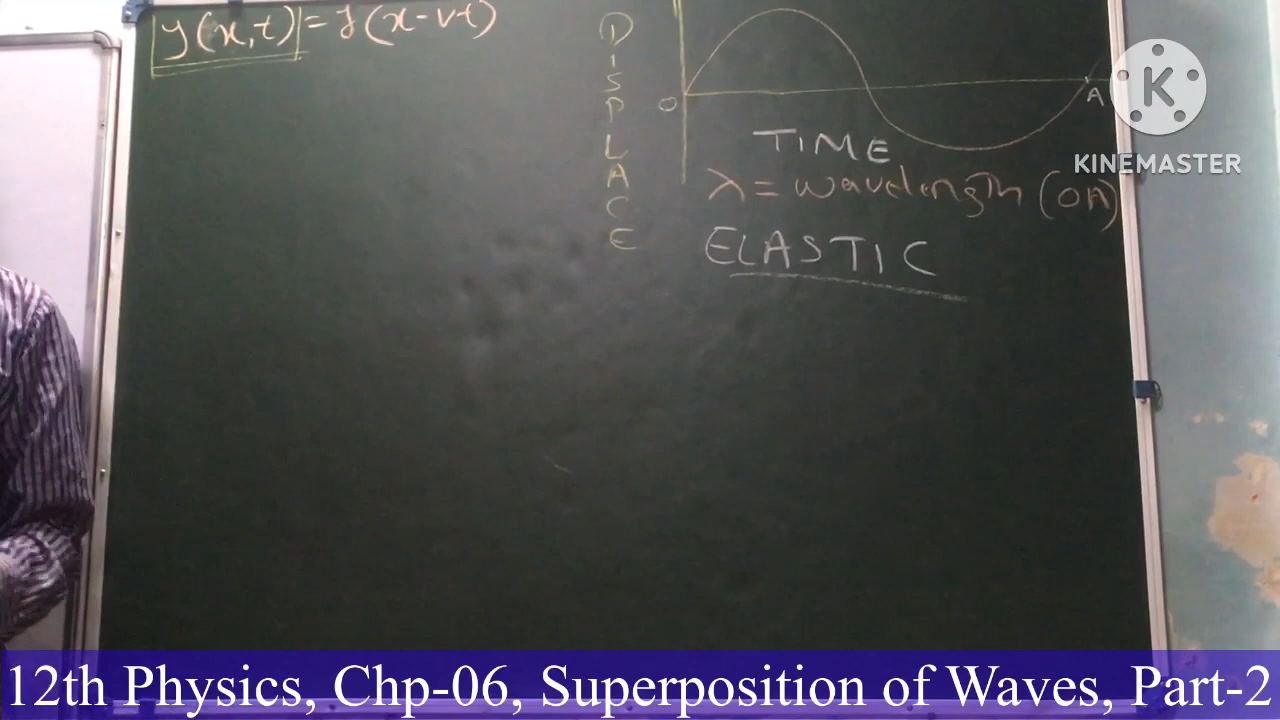 y(x,t) = f(x-vt)
DISPLACE
O
A
TIME
λ = wavelength (OA)
ELASTIC
K
KINEMASTER
12th Physics, Chp-06, Superposition of Waves, Part-2